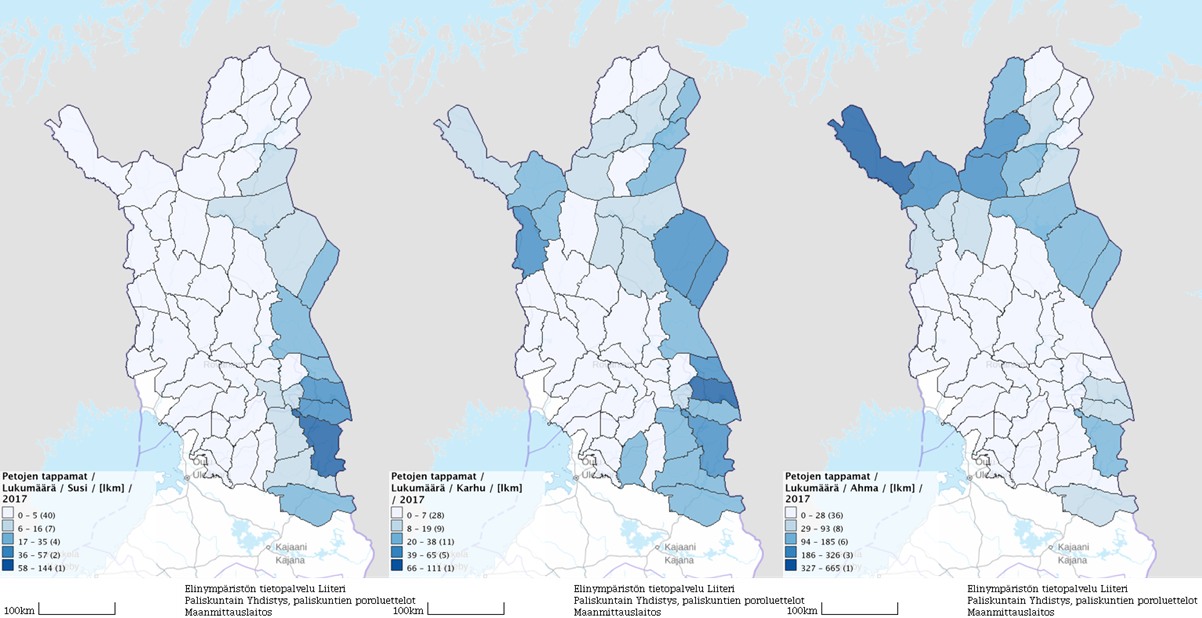 Petojen tappamat /
Lukumäärä / Susi / [lkm] /
2017
0 – 5 (40)
6 – 16 (7)
17 – 35 (4)
36 – 57 (2)
58 – 144 (1)
Oul
Kajaani
Kajana
100km
Elinympäristön tietopalvelu Liiteri
Paliskuntain Yhdistys, paliskuntien poroluettelot
Maanmittauslaitos
Petojen tappamat /
Lukumäärä / Karhu / [lkm]
/ 2017
0 – 7 (28)
8 – 19 (9)
20 – 38 (11)
39 – 65 (5)
66 – 111 (1)
Oul
Kajaani
Kajana
100km
Elinympäristön tietopalvelu Liiteri
Paliskuntain Yhdistys, paliskuntien poroluettelot
Maanmittauslaitos
Petojen tappamat /
Lukumäärä / Ahma / [lkm] /
2017
0 – 28 (36)
29 – 93 (8)
94 – 185 (6)
186 – 326 (3)
327 – 665 (1)
Oul
Kajaani
Kajana
100km
Elinympäristön tietopalvelu Liiteri
Paliskuntain Yhdistys, paliskuntien poroluettelot
Maanmittauslaitos